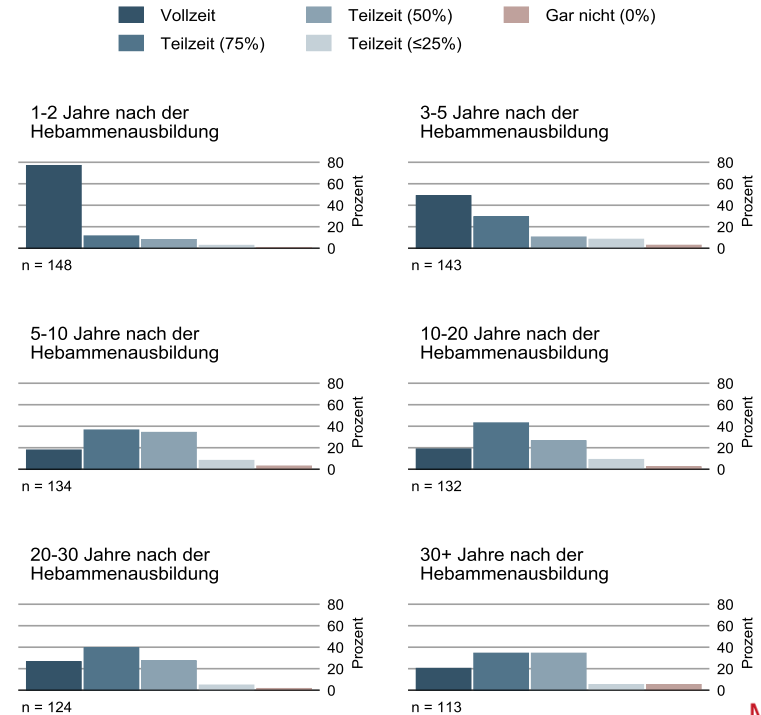 Vollzeit
Teilzeit (75%)
Teilzeit (50%)
Teilzeit (≤25%)
Gar nicht (0%)
1-2 Jahre nach der
Hebammenausbildung
80
60
40
20
0
Prozent
n = 148
3-5 Jahre nach der
Hebammenausbildung
80
60
40
20
0
Prozent
n = 143
5-10 Jahre nach der
Hebammenausbildung
80
60
40
20
0
Prozent
n = 134
10-20 Jahre nach der
Hebammenausbildung
80
60
40
20
0
Prozent
n = 132
20-30 Jahre nach der
Hebammenausbildung
80
60
40
20
0
Prozent
n = 124
30+ Jahre nach der
Hebammenausbildung
80
60
40
20
0
Prozent
n = 113